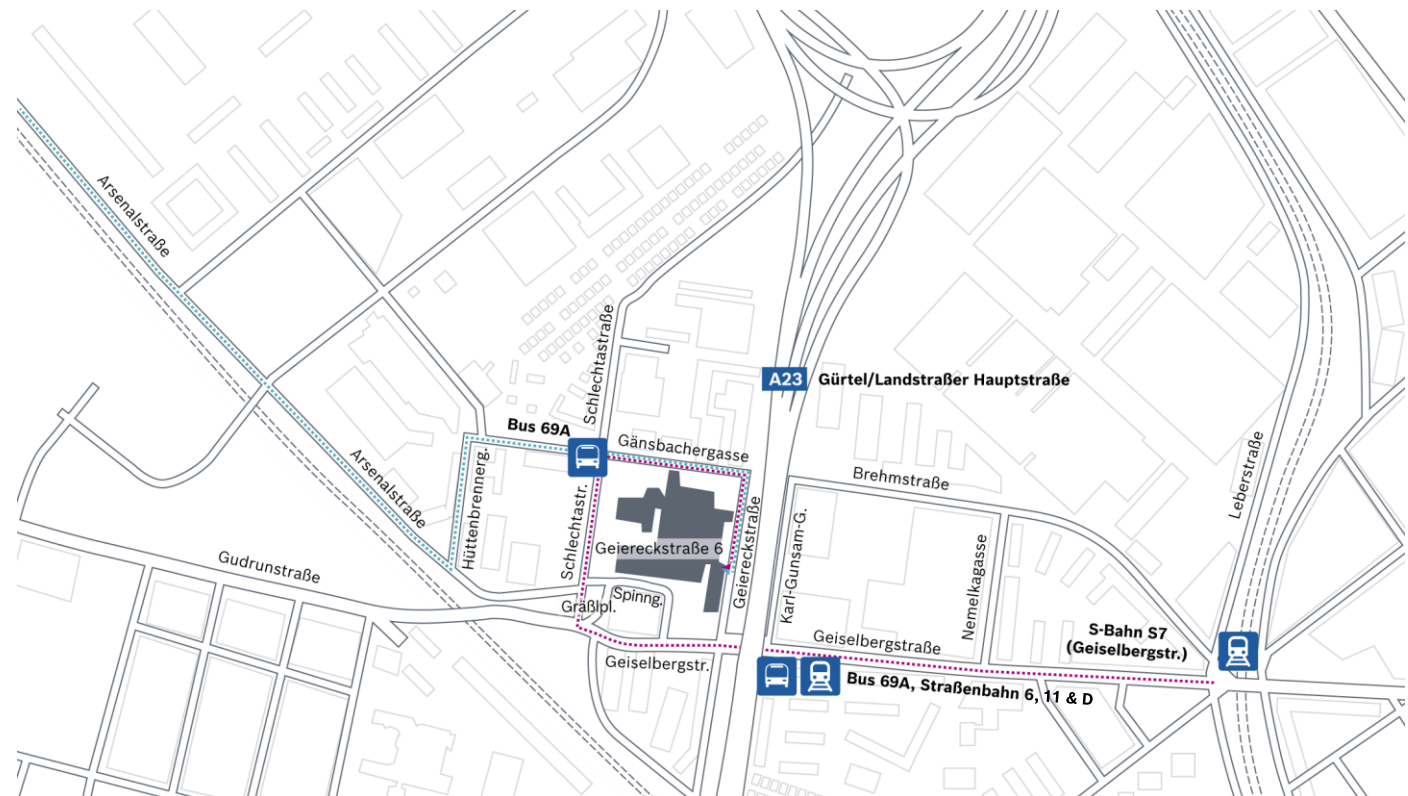 Arsenalstraße
Schlechtastraße
A23
Gürtel/Landstraßer Hauptstraße
Bus 69A
Gänsbachergasse
Arsenalstraße
Hüttenbrennerg.
Brehmstraße
Leberstraße
Schlechtastr.
Geiereckstraße 6
Geiereckstraße
Karl-Gunsam-G.
Nemelkagasse
Gudrunstraße
Spinng.
Gräßlpl.
Geiselbergstraße
S-Bahn S7
(Geiselbergstr.)
Geiselbergstr.
Bus 69A, Straßenbahn 6, 11 & D